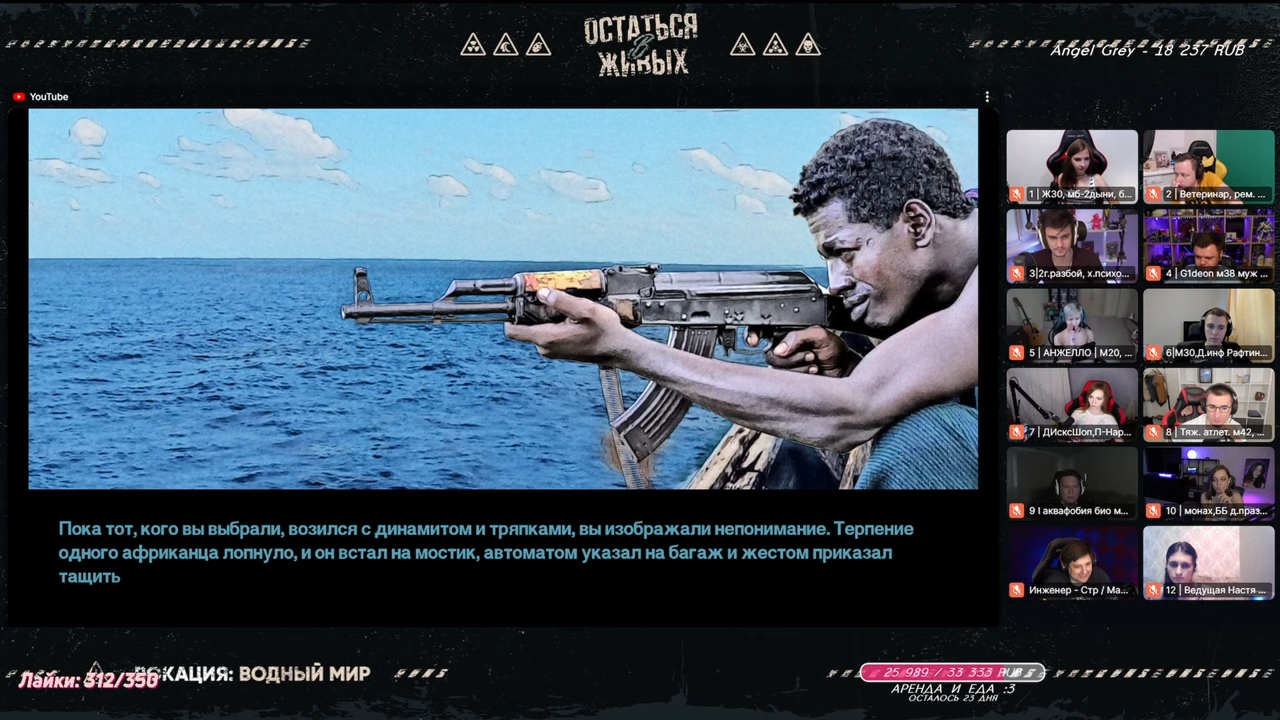 ОСТАТЬСЯ
В
ЖИВЫХ
Angel Grey - 18 237 RUB
YouTube
1 | Ж30, мб-2дыни, б...
2 | Ветеринар, рем. ...
3|2г.разбой, х.психо...
4 | G1deon м38 муж ...
5 | АНЖЕЛЛО | М20, ...
6|М30,Д.инф Рафтин...
7 | ДИсксШоп,П-Нар...
8 | Тяж. атлет. м42, ...
9 I аквафобия био м...
10 | монах,ББ д.праз...
Инженер - Стр / Ма...
12 | Ведущая Настя ...
Пока тот, кого вы выбрали, возился с динамитом и тряпками, вы изображали непонимание. Терпение
одного африканца лопнуло, и он встал на мостик, автоматом указал на багаж и жестом приказал
тащить
ЛОКАЦИЯ: ВОДНЫЙ МИР
Лайки: 312/350
25 989 / 33 333 RUB
АРЕНДА И ЕДА :3
ОСТАЛОСЬ 23 ДНЯ